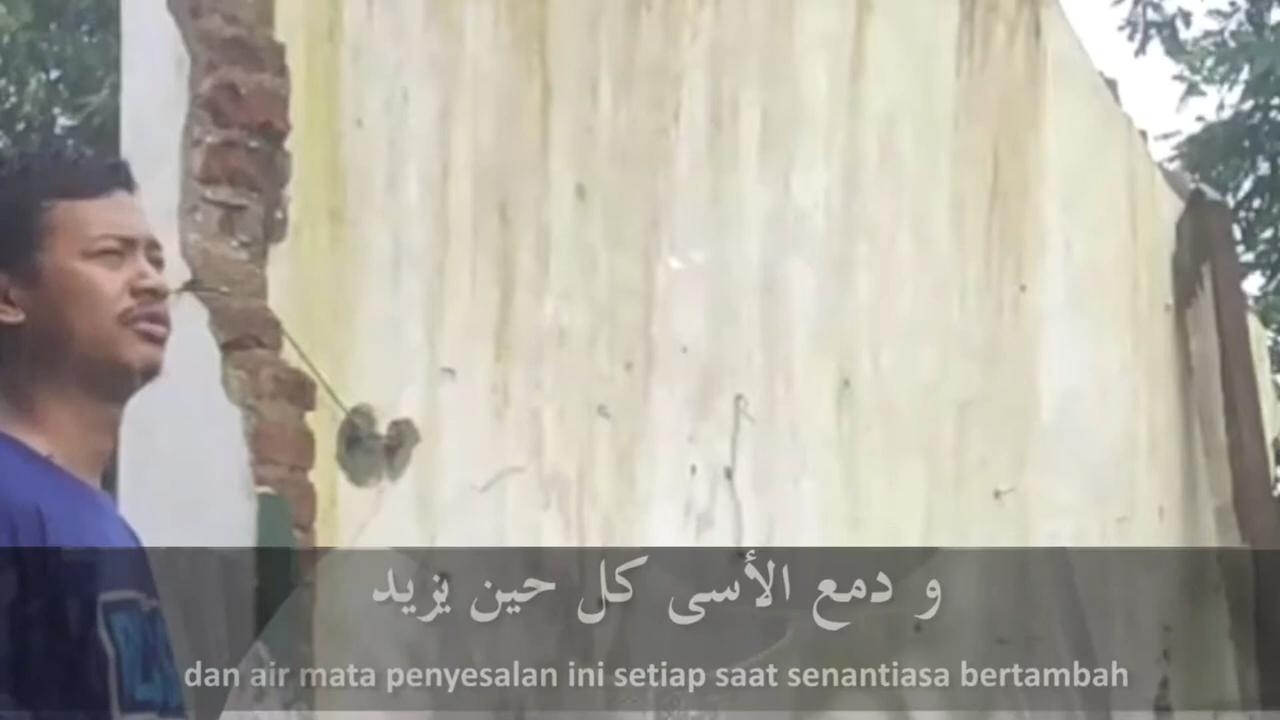 و دمع الأسى كل حين يزيد
dan air mata penyesalan ini setiap saat senantiasa bertambah